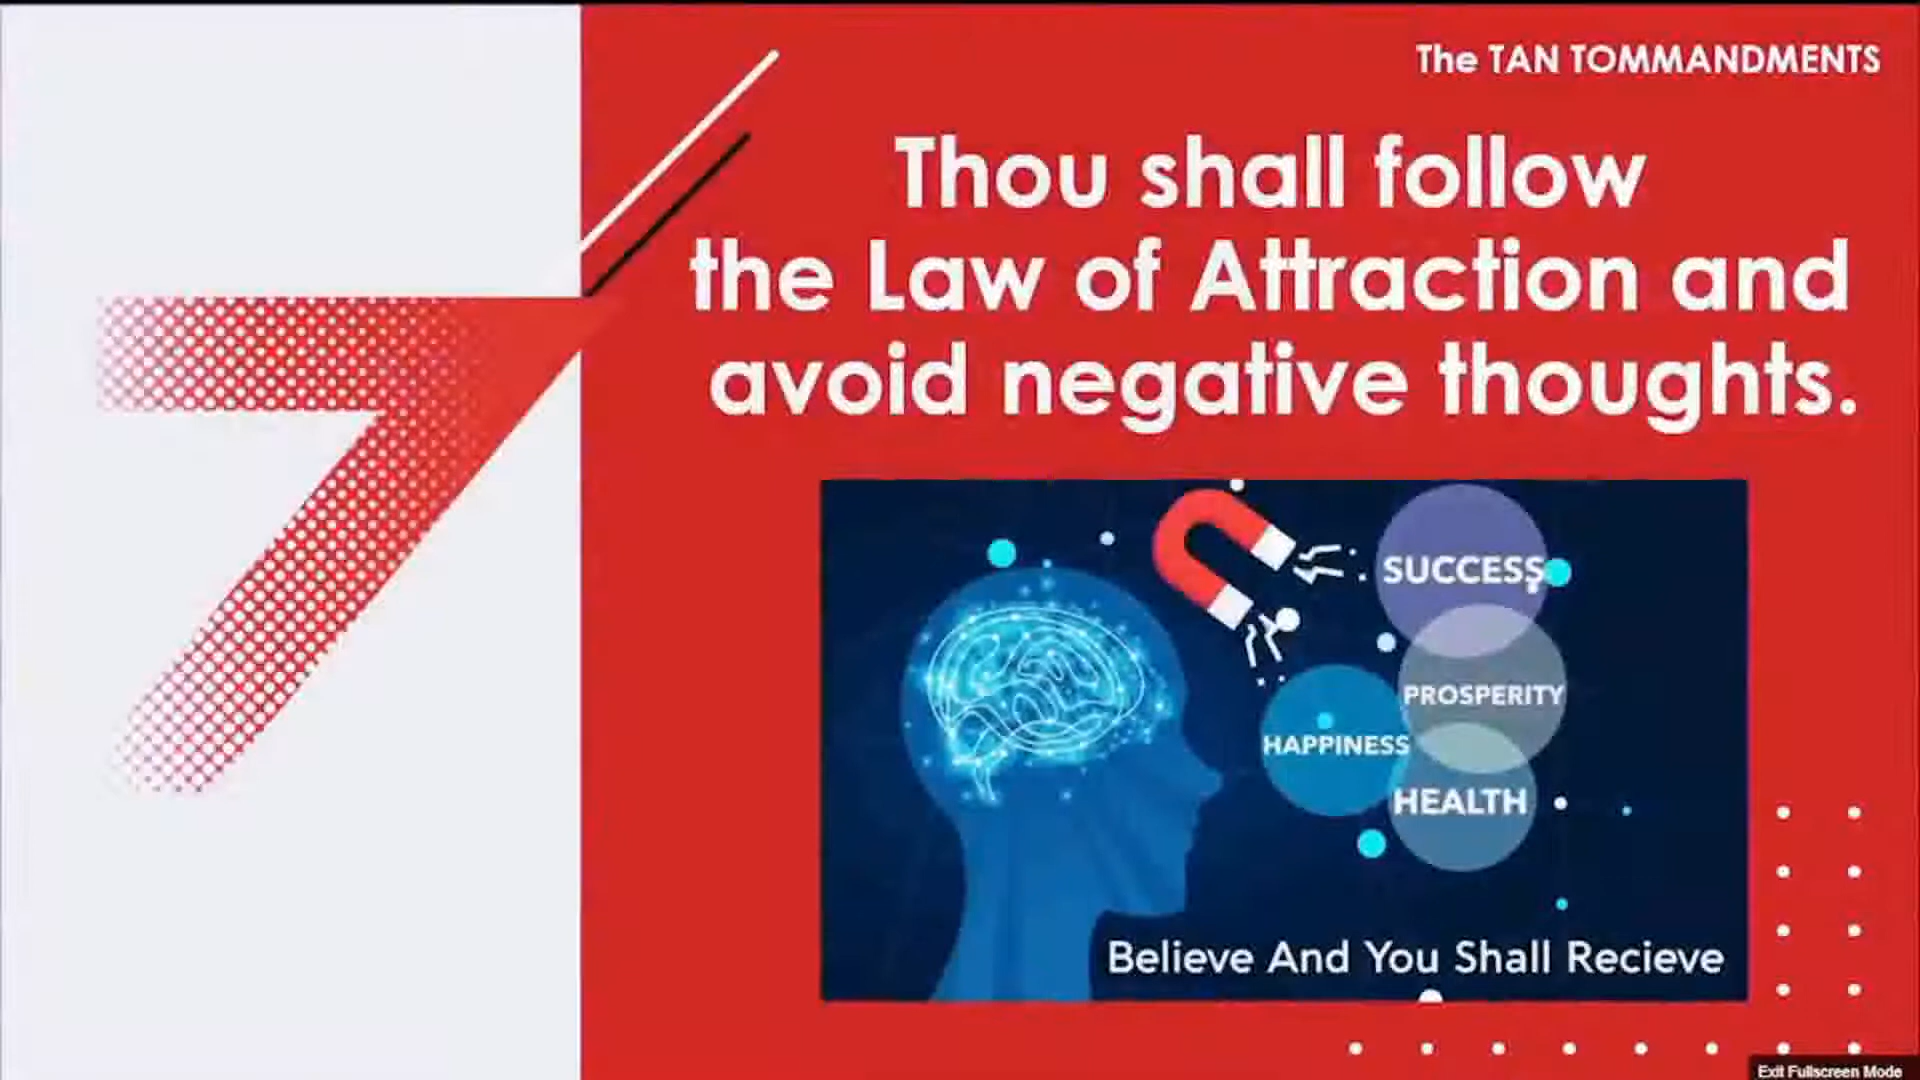 The TAN TOMMANDMENTS
7
Thou shall follow
the Law of Attraction and
avoid negative thoughts.
SUCCESS
PROSPERITY
HAPPINESS
HEALTH
Believe And You Shall Recieve
Exit Fullscreen Mode